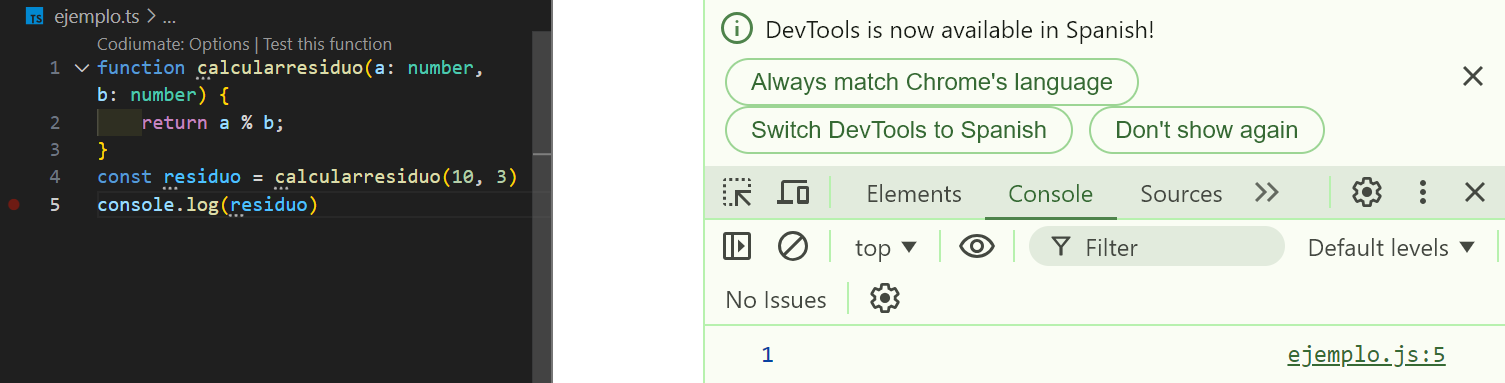 TS ejemplo.ts > ...
Codiumate: Options | Test this function
1 function calcularresiduo(a: number,
b: number) {
2 return a % b;
3 }
4 const residuo = calcularresiduo(10, 3)
5 console.log(residuo)
DevTools is now available in Spanish!
Always match Chrome's language
Switch DevTools to Spanish Don't show again
Elements Console Sources
top Filter Default levels
No Issues
1 ejemplo.js:5